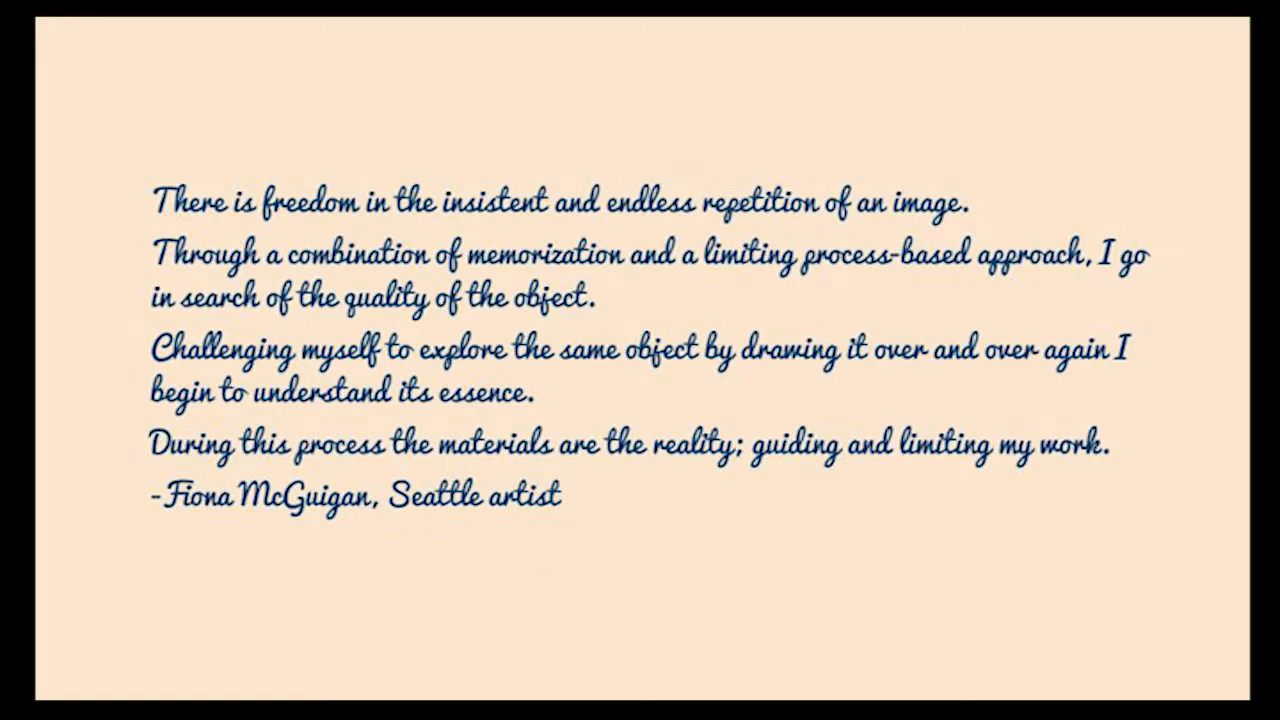 There is freedom in the insistent and endless repetition of an image.
Through a combination of memorization and a limiting process-based approach, I go
in search of the quality of the object.
Challenging myself to explore the same object by drawing it over and over again I
begin to understand its essence.
During this process the materials are the reality; guiding and limiting my work.
-Fiona McGuigan, Seattle artist